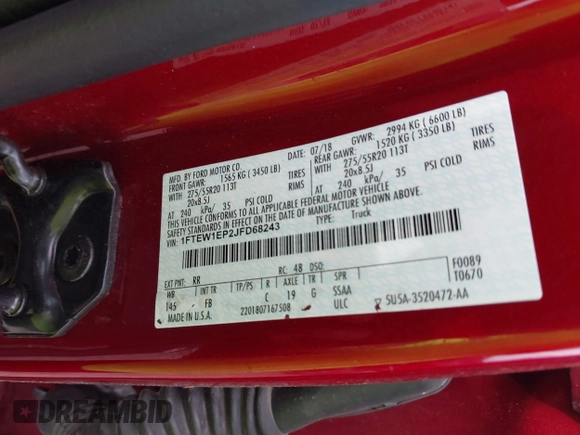 MFD. BY FORD MOTOR CO.
DATE: 07/18 GVWR: 2994 KG ( 6600 LB)
FRONT GAWR: 1565 KG ( 3450 LB) REAR GAWR: 1520 KG ( 3350 LB)
WITH 275/55R20 113T TIRES WITH 275/55R20 113T TIRES
20x8.5J RIMS 20x8.5J RIMS
AT 240 kPa/ 35 PSI COLD AT 240 kPa/ 35 PSI COLD
THIS VEHICLE CONFORMS TO ALL APPLICABLE FEDERAL MOTOR VEHICLE
SAFETY STANDARDS IN EFFECT ON THE DATE OF MANUFACTURE SHOWN ABOVE.
VIN: 1FTEW1EP2JFD68243 TYPE: Truck
EXT PNT: RR RC: 48 DSO: F0089
WB INT TR TP/PS R AXLE TR SPR T0670
145 FB C 19 G SSAA
MADE IN U.S.A. 2201807167508 ULC 5U5A-3520472-AA
DREAMBID